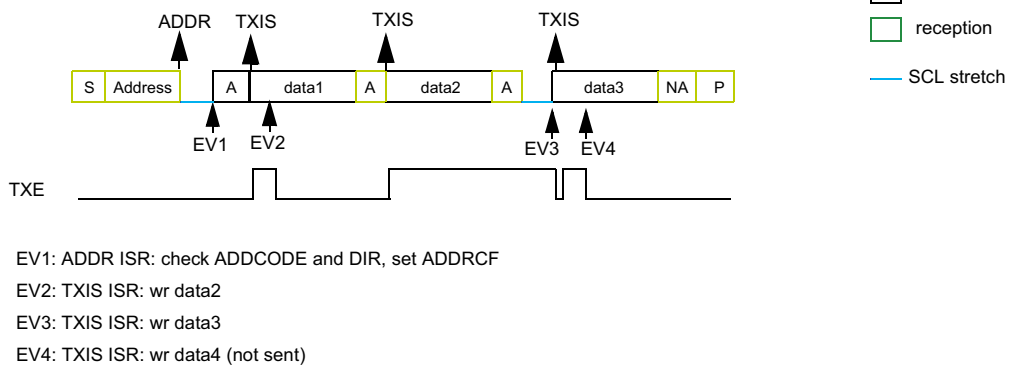 ADDR TXIS TXIS TXIS
reception
S Address A data1 A data2 A data3 NA P
SCL stretch
EV1 EV2 EV3 EV4
TXE
EV1: ADDR ISR: check ADDCODE and DIR, set ADDRCF
EV2: TXIS ISR: wr data2
EV3: TXIS ISR: wr data3
EV4: TXIS ISR: wr data4 (not sent)